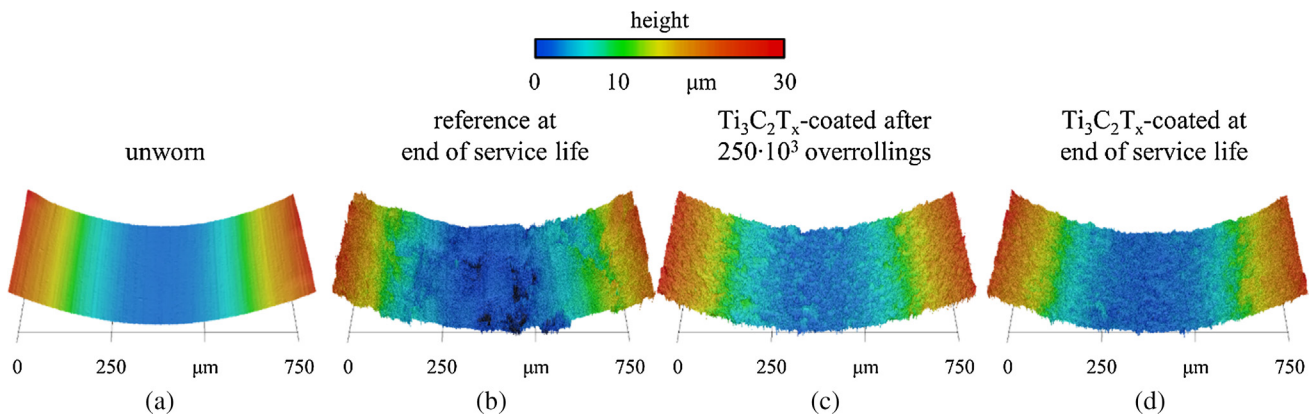 height
0 10 μm 30
unworn
reference at
end of service life
Ti₃C₂Tₓ-coated after
250·10³ overrollings
Ti₃C₂Tₓ-coated at
end of service life
0 250 μm 750
0 250 μm 750
0 250 μm 750
0 250 μm 750
(a) (b) (c) (d)